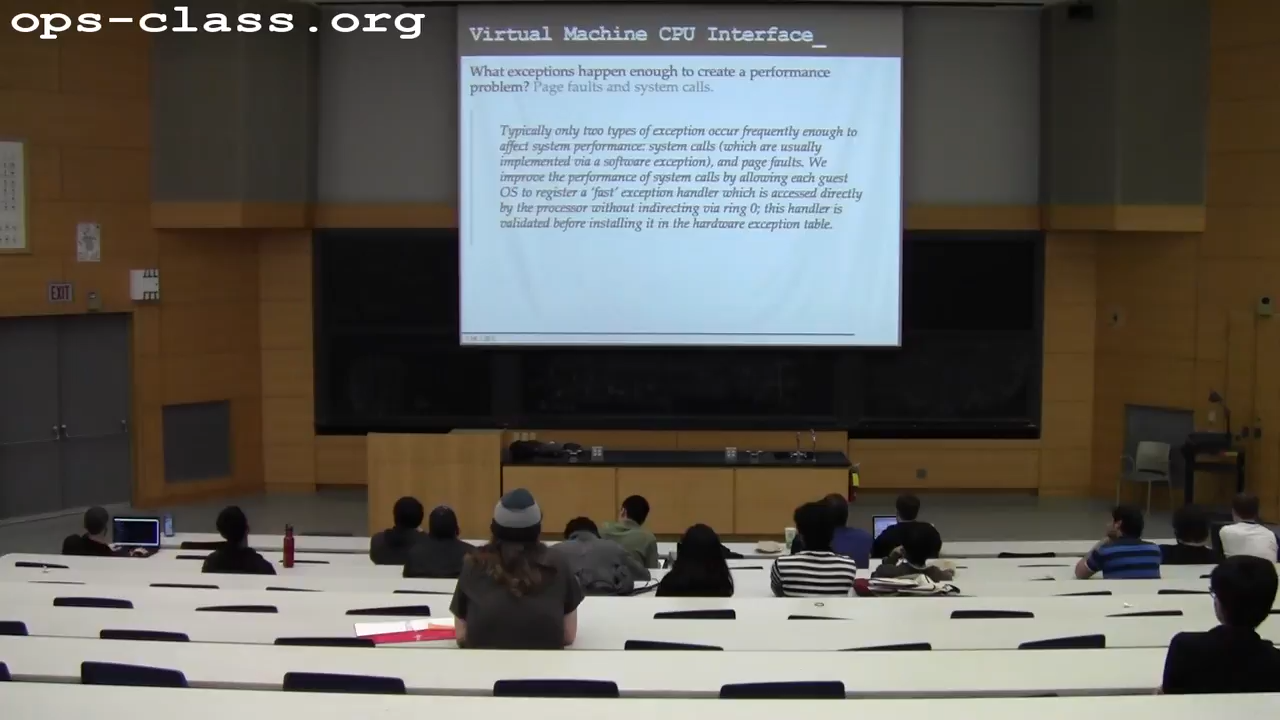 ops-class.org
Virtual Machine CPU Interface_
What exceptions happen enough to create a performance
problem? Page faults and system calls.
Typically only two types of exception occur frequently enough to
affect system performance: system calls (which are usually
implemented via a software exception), and page faults. We
improve the performance of system calls by allowing each guest
OS to register a ‘fast’ exception handler which is accessed directly
by the processor without indirecting via ring 0; this handler is
validated before installing it in the hardware exception table.
EXIT